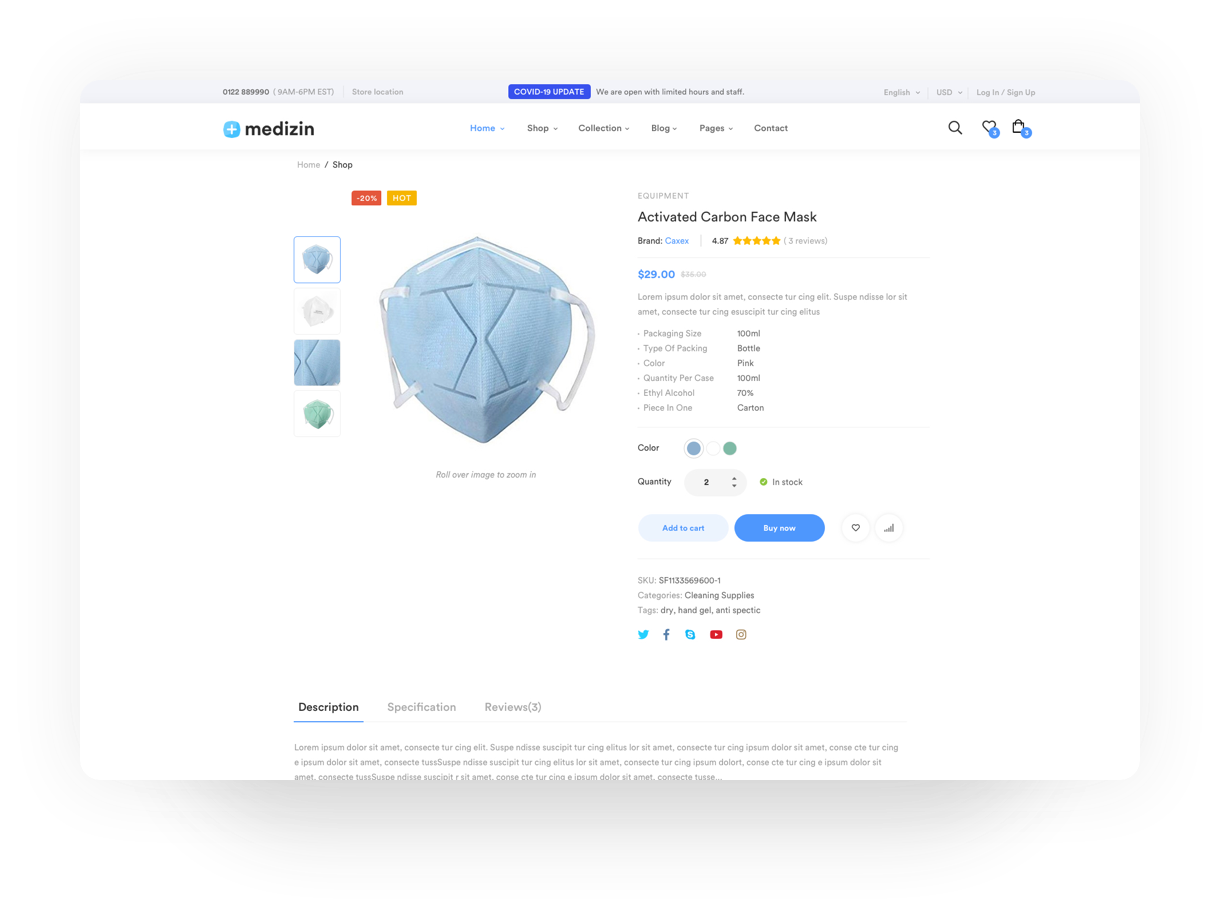 0122 889990 ( 9AM-6PM EST) Store location COVID-19 UPDATE We are open with limited hours and staff. English USD Log In / Sign Up
medizin Home Shop Collection Blog Pages Contact 3 3
Home / Shop
-20% HOT
EQUIPMENT
Activated Carbon Face Mask
Brand: Caxex 4.87 ( 3 reviews)
$29.00 $36.00
Lorem ipsum dolor sit amet, consecte tur cing elit. Suspe ndisse lor sit
amet, consecte tur cing esuscipit tur cing elitus
· Packaging Size 100ml
· Type Of Packing Bottle
· Color Pink
· Quantity Per Case 100ml
· Ethyl Alcohol 70%
· Piece In One Carton
Color
Roll over image to zoom in
Quantity 2 In stock
Add to cart Buy now
SKU: SF1133569600-1
Categories: Cleaning Supplies
Tags: dry, hand gel, anti spectic
Description Specification Reviews(3)
Lorem ipsum dolor sit amet, consecte tur cing elit. Suspe ndisse suscipit tur cing elitus lor sit amet, consecte tur cing ipsum dolor sit amet, conse cte tur cing
e ipsum dolor sit amet, consecte tussSuspe ndisse suscipit tur cing elitus lor sit amet, consecte tur cing ipsum dolort, conse cte tur cing e ipsum dolor sit
amet, consecte tussSuspe ndisse suscipit r sit amet, conse cte tur cing e ipsum dolor sit amet, consecte tusse...